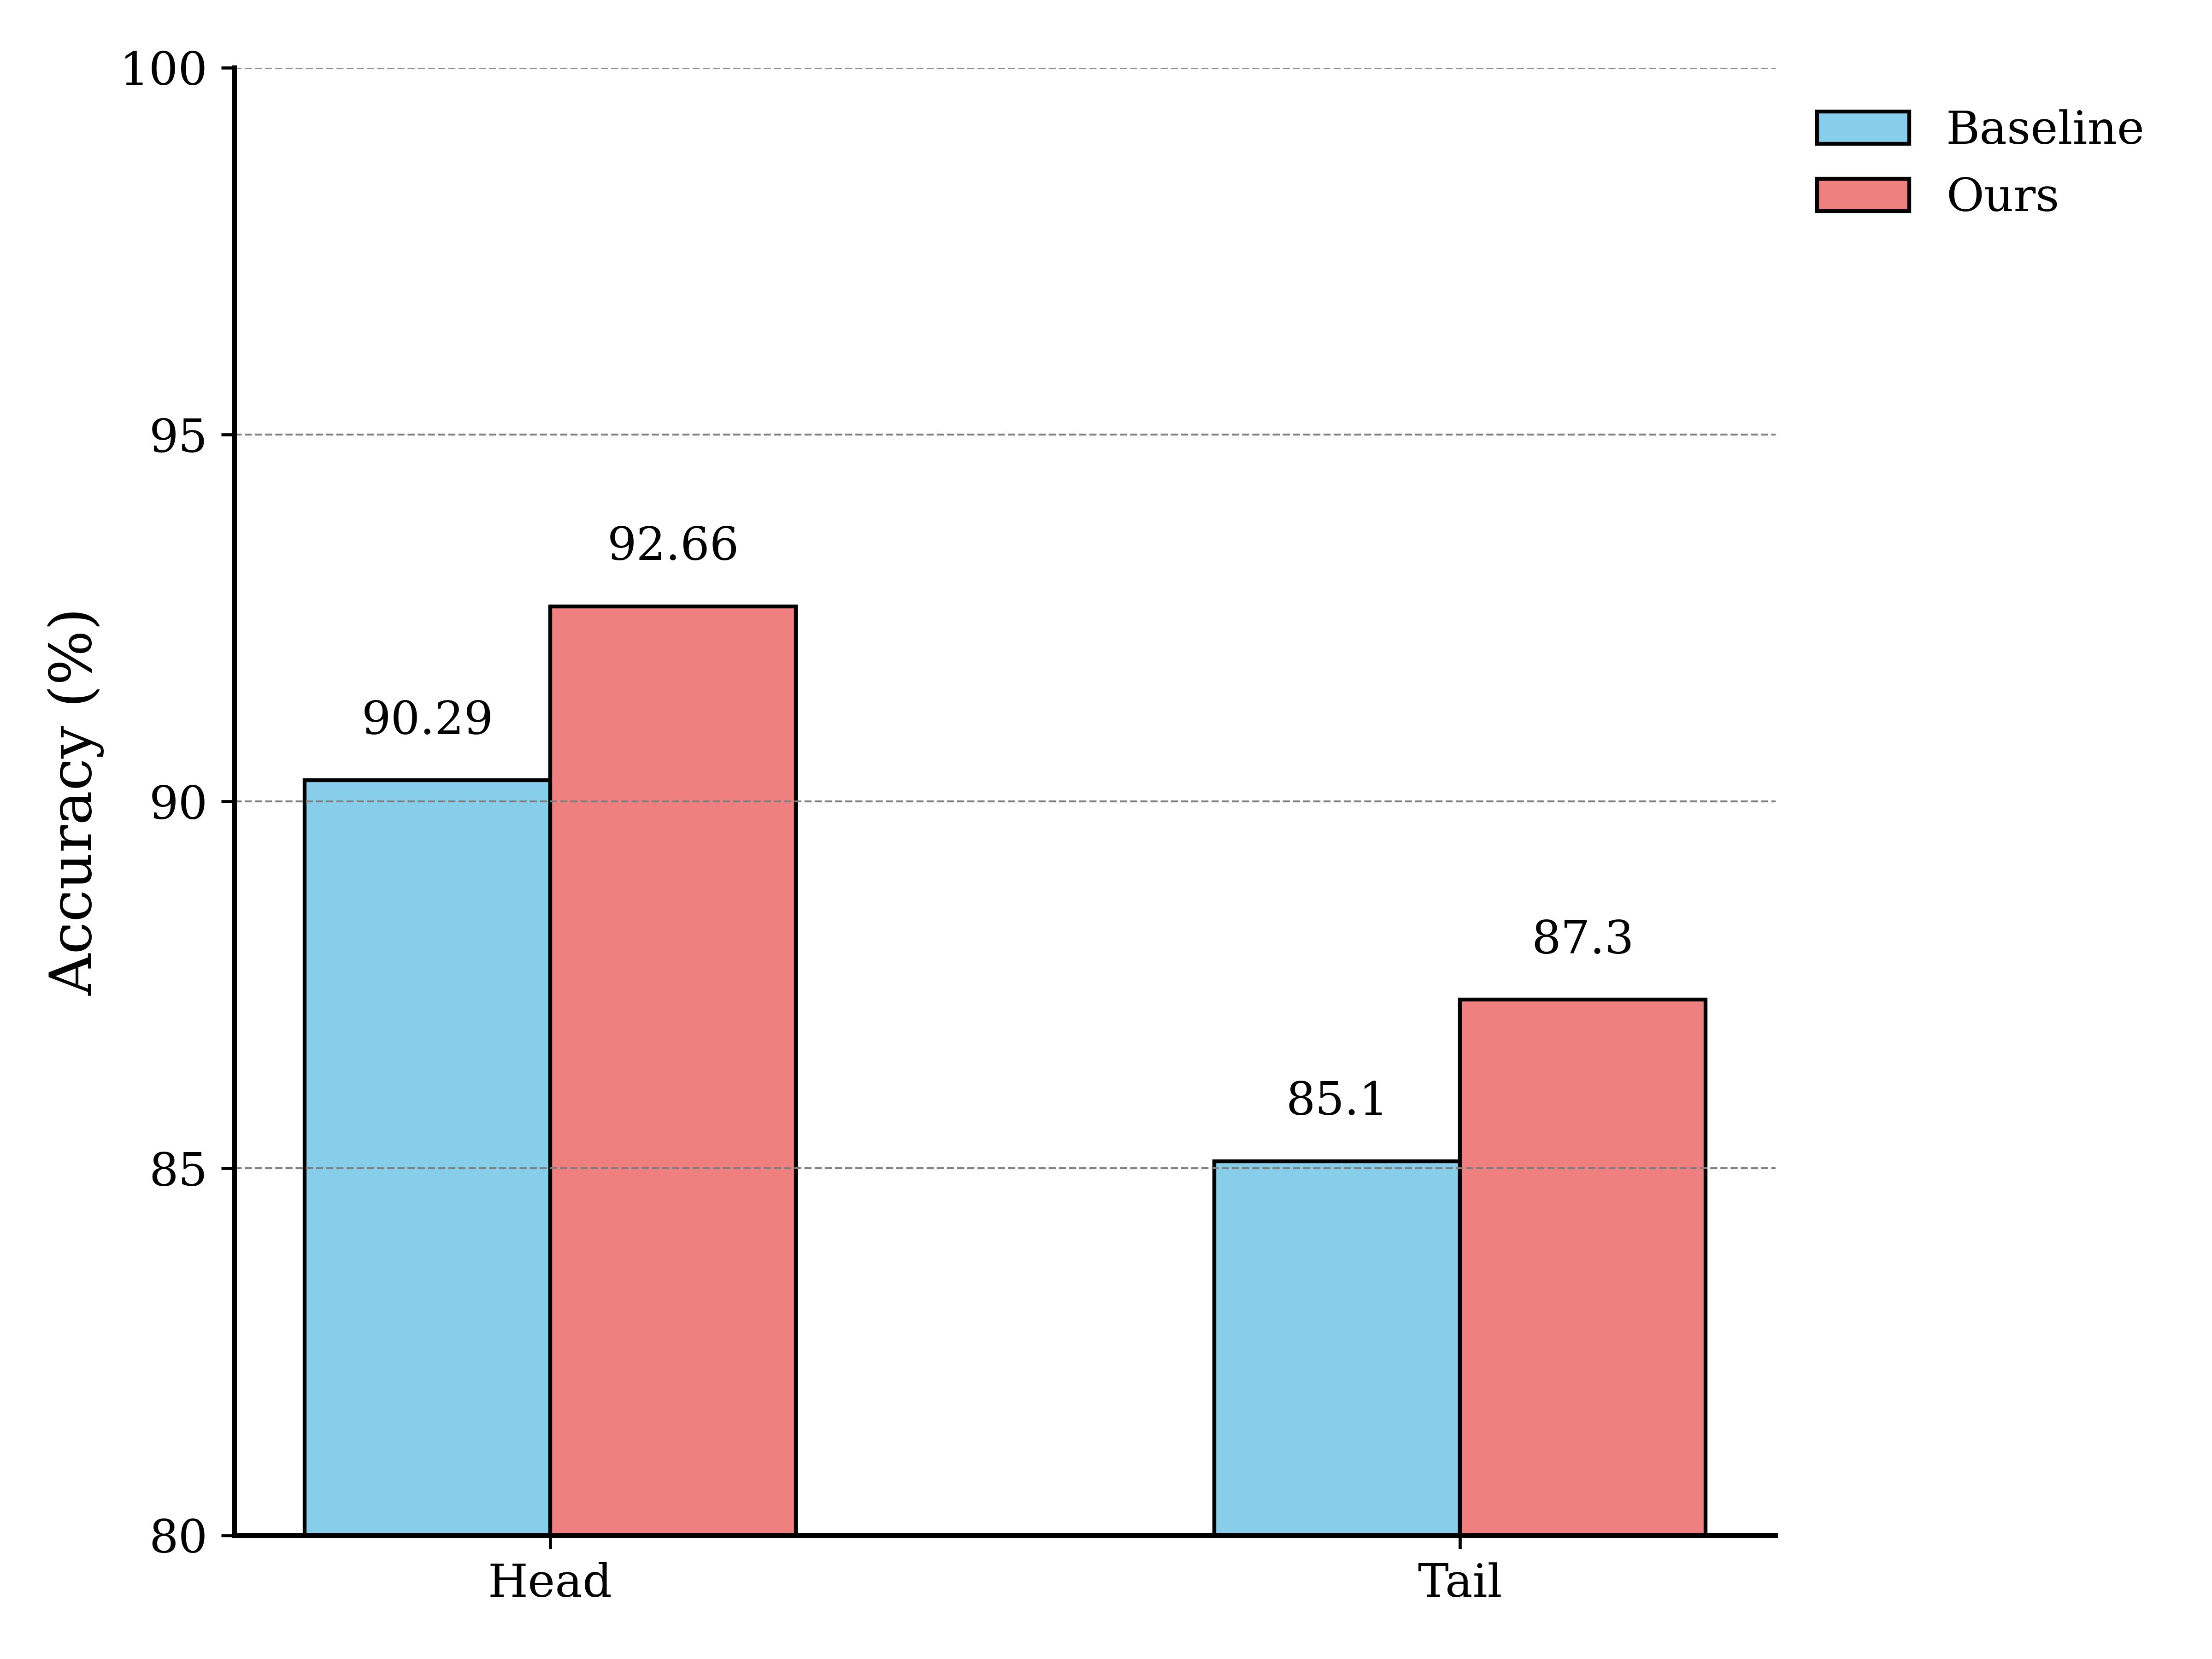 100
95
90
85
80
Accuracy (%)
90.29
92.66
85.1
87.3
Head
Tail
Baseline
Ours